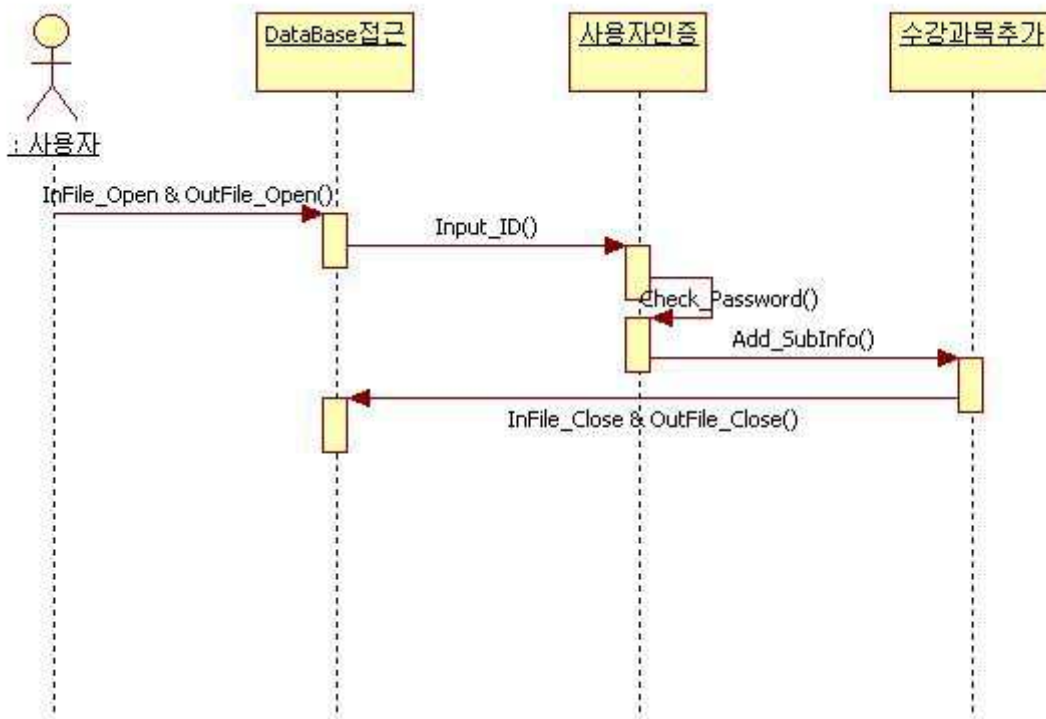 DataBase접근
사용자인증
수강과목추가
: 사용자
InFile_Open & OutFile_Open()
Input_ID()
Check_Password()
Add_SubInfo()
InFile_Close & OutFile_Close()